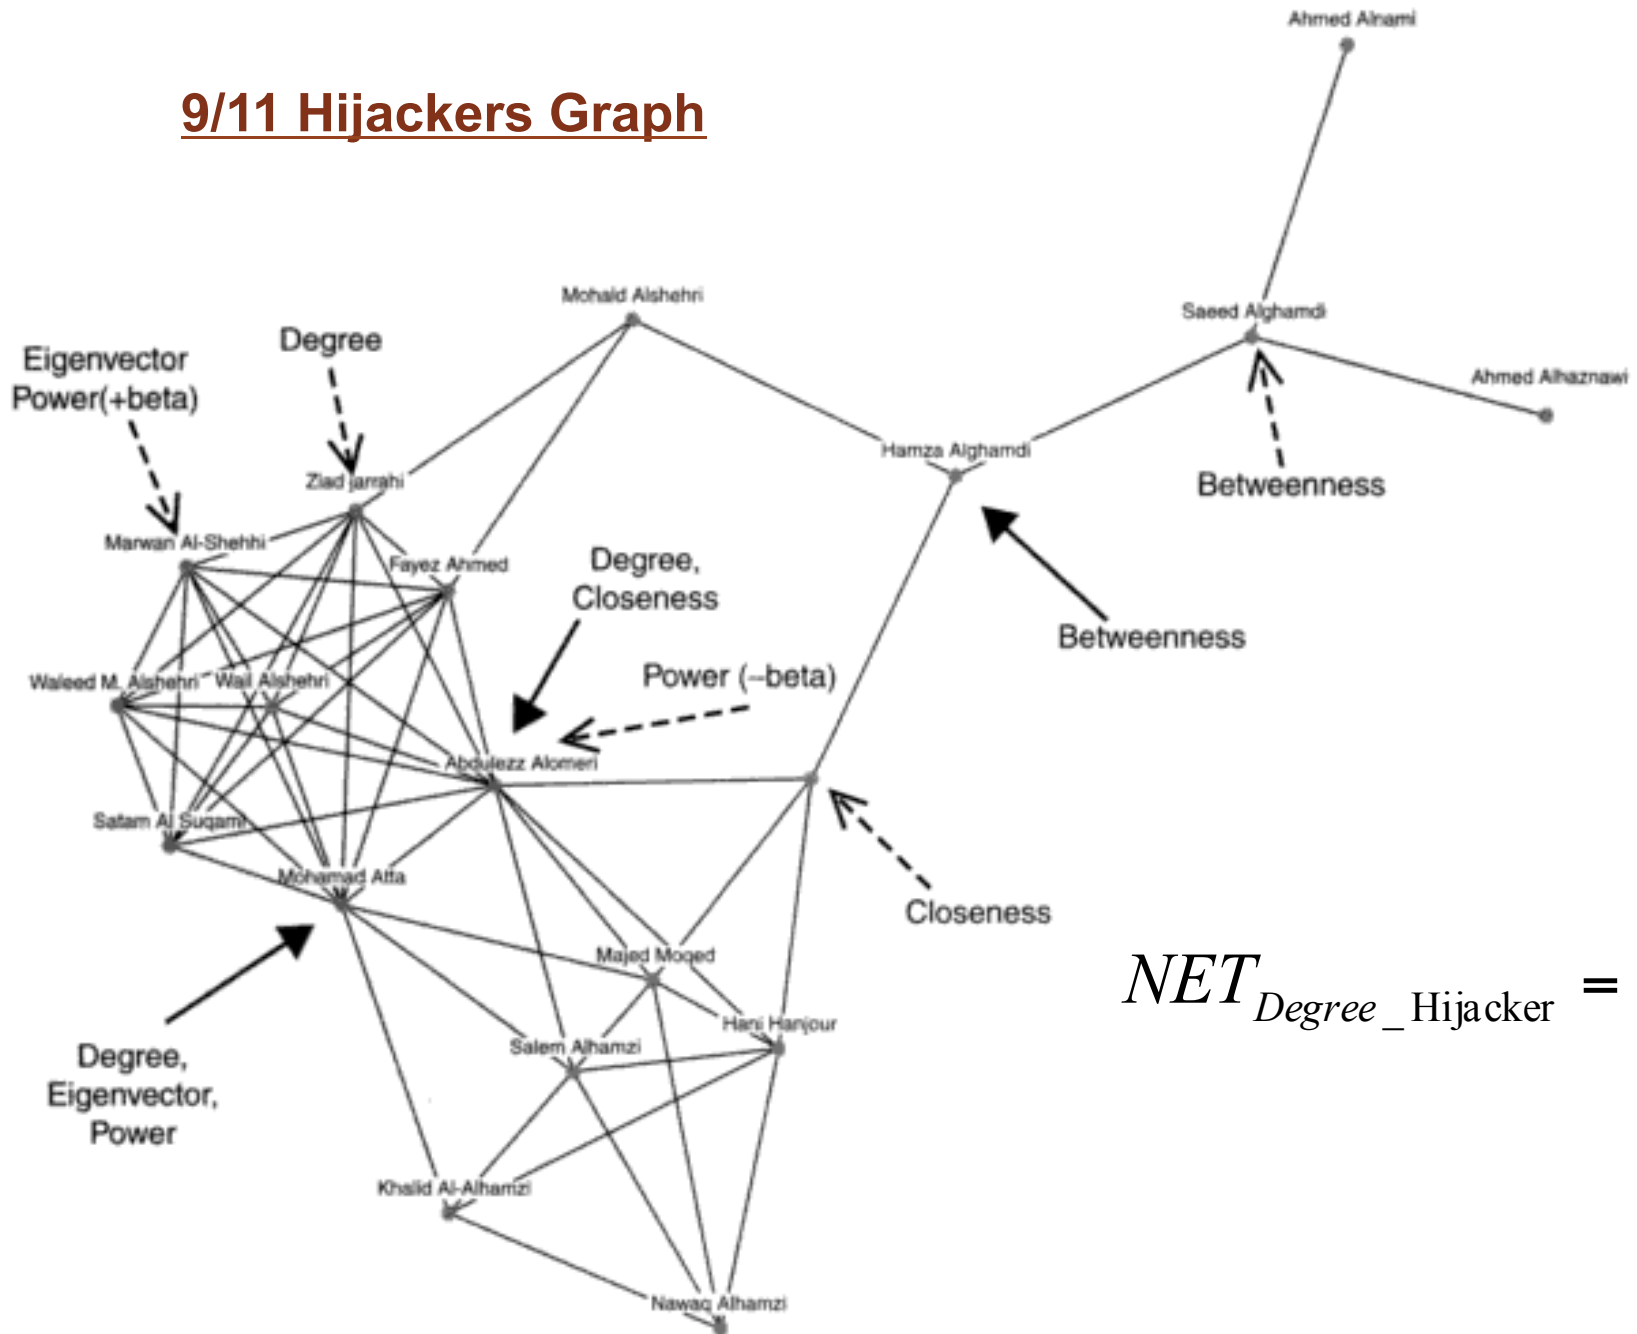 Ahmed Alnami
9/11 Hijackers Graph
Mohald Alshehri
Saeed Alghamdi
Degree
Eigenvector
Power(+beta)
Ahmed Alhaznawi
Hamza Alghamdi
Ziad jarrahi
Betweenness
Marwan Al-Shehhi
Fayez Ahmed
Degree,
Closeness
Betweenness
Waleed M. Alshehri
Wail Alshehri
Power (–beta)
Abdulezz Alomeri
Satam Al Suqami
Mohamad Atta
Closeness
Majed Moqed
NET Degree_Hijacker =
Hani Hanjour
Salem Alhamzi
Degree,
Eigenvector,
Power
Khalid Al-Alhamzi
Nawaq Alhamzi